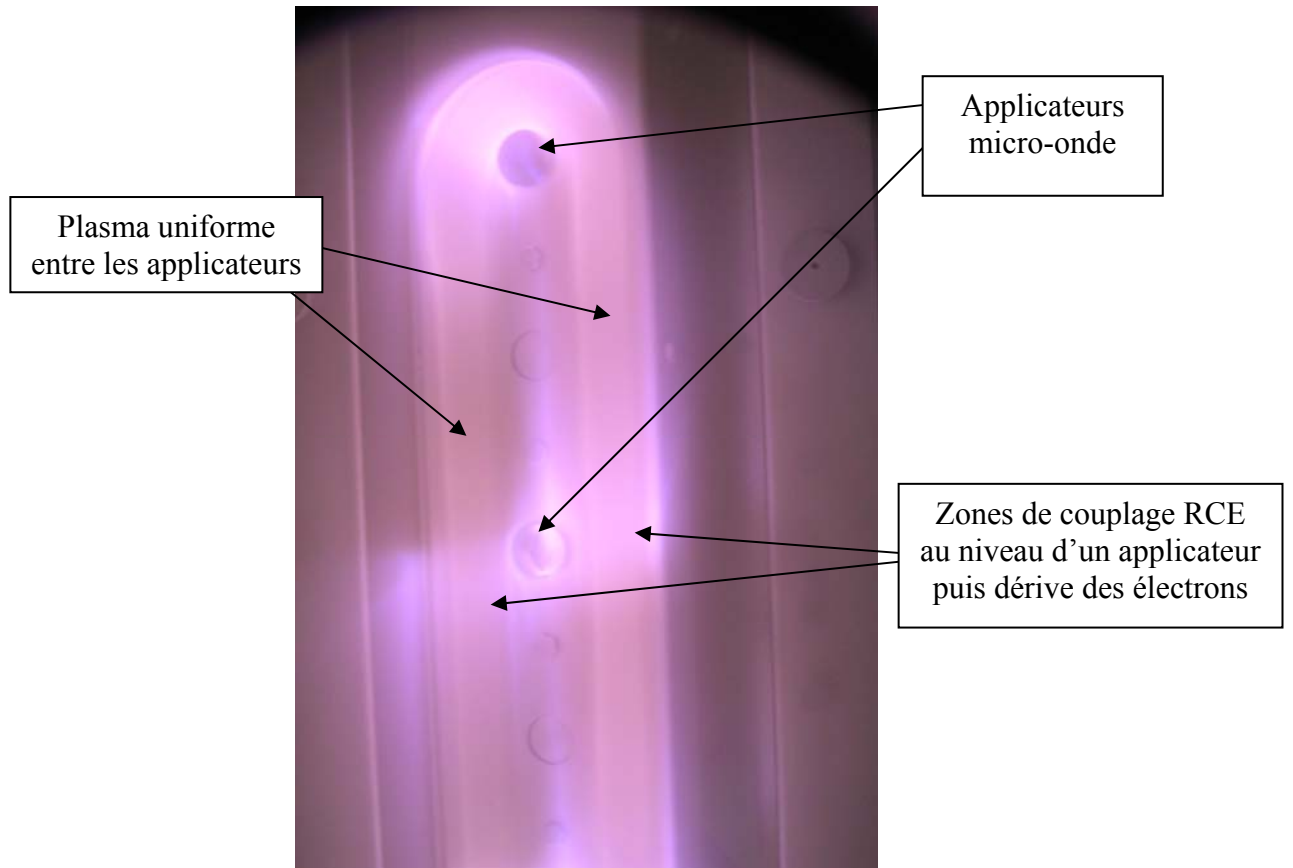 Applicateurs
micro-onde
Plasma uniforme
entre les applicateurs
Zones de couplage RCE
au niveau d’un applicateur
puis dérive des électrons